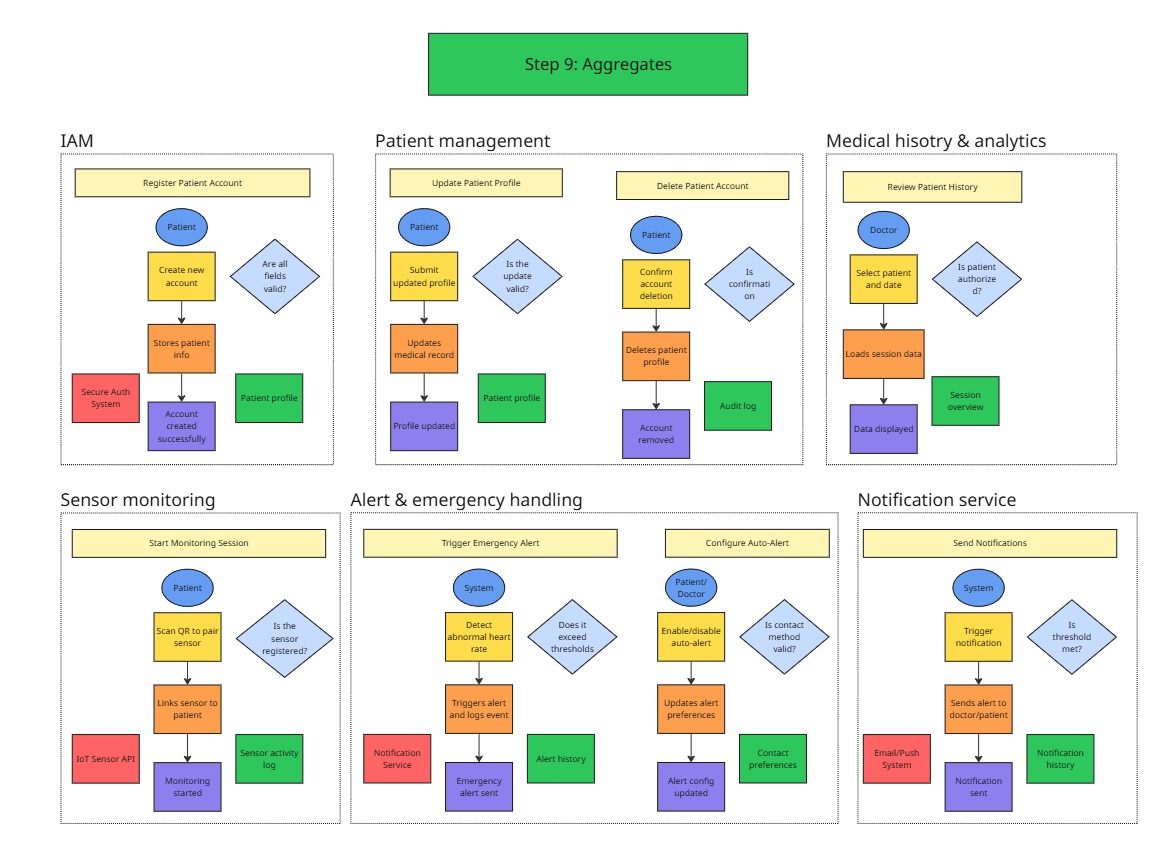 Step 9: Aggregates
IAM
Register Patient Account
Patient
Create new
account
Are all
fields
valid?
Stores patient
info
Secure Auth
System
Account
created
successfully
Patient profile
Patient management
Update Patient Profile
Patient
Submit
updated profile
Is the
update
valid?
Updates
medical record
Patient profile
Profile updated
Delete Patient Account
Patient
Confirm
account
deletion
Is
confirmati
on
Deletes patient
profile
Audit log
Account
removed
Medical hisotry & analytics
Review Patient History
Doctor
Select patient
and date
Is patient
authorize
d?
Loads session data
Session
overview
Data displayed
Sensor monitoring
Start Monitoring Session
Patient
Scan QR to pair
sensor
Is the
sensor
registered?
Links sensor to
patient
IoT Sensor API
Sensor activity
log
Monitoring
started
Alert & emergency handling
Trigger Emergency Alert
System
Detect
abnormal heart
rate
Does it
exceed
thresholds
Triggers alert
and logs event
Notification
Service
Alert history
Emergency
alert sent
Configure Auto-Alert
Patient/
Doctor
Enable/disable
auto-alert
Is contact
method
valid?
Updates alert
preferences
Contact
preferences
Alert config
updated
Notification service
Send Notifications
System
Trigger
notification
Is
threshold
met?
Sends alert to
doctor/patient
Email/Push
System
Notification
history
Notification
sent